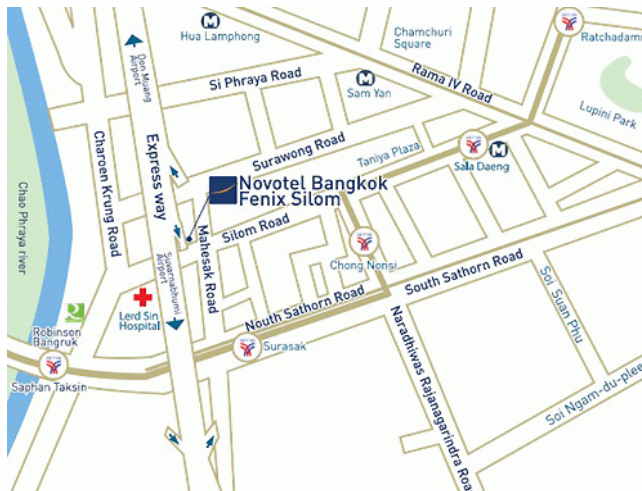 M
Hua Lamphong
Chamchuri
Square
Ratchadamri
Don Muang
Airport
Si Phraya Road
M
Sam Yan
Rama IV Road
Lupini Park
Charoen Krung Road
Express way
Surawong Road
Taniya Plaza
M
Sala Daeng
Novotel Bangkok
Fenix Silom
Chao Phraya river
Silom Road
Mahesak Road
Suvarnabhumi
Airport
Chong Nonsi
South Sathorn Road
Soi Suan Phu
Lerd Sin
Hospital
Nouth Sathorn Road
Robinson
Bangruk
Surasak
Saphan Taksin
Naradhiwas Rajanagarindra Roa
Soi Ngam-du-plee